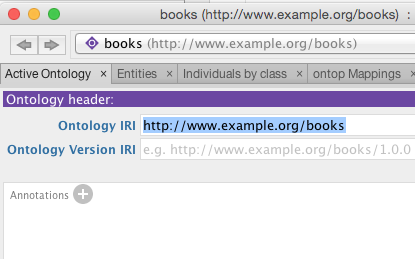 books (http://www.example.org/books) :
books (http://www.example.org/books)
Active Ontology × Entities × Individuals by class × ontop Mappings ×
Ontology header:
Ontology IRI http://www.example.org/books
Ontology Version IRI e.g. http://www.example.org/books/1.0.0
Annotations +